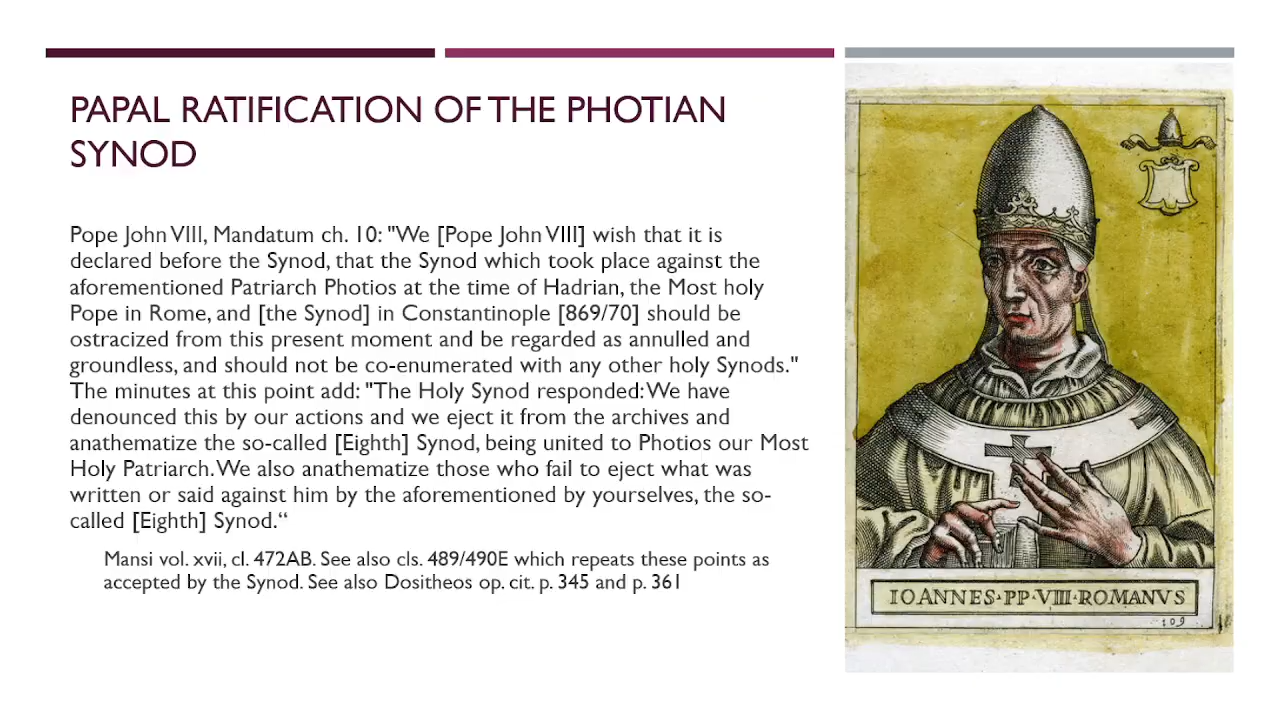 PAPAL RATIFICATION OF THE PHOTIAN
SYNOD
Pope John VIII, Mandatum ch. 10: "We [Pope John VIII] wish that it is
declared before the Synod, that the Synod which took place against the
aforementioned Patriarch Photios at the time of Hadrian, the Most holy
Pope in Rome, and [the Synod] in Constantinople [869/70] should be
ostracized from this present moment and be regarded as annulled and
groundless, and should not be co-enumerated with any other holy Synods."
The minutes at this point add: "The Holy Synod responded: We have
denounced this by our actions and we eject it from the archives and
anathematize the so-called [Eighth] Synod, being united to Photios our Most
Holy Patriarch. We also anathematize those who fail to eject what was
written or said against him by the aforementioned by yourselves, the so-
called [Eighth] Synod.“
Mansi vol. xvii, cl. 472AB. See also cls. 489/490E which repeats these points as
accepted by the Synod. See also Dositheos op. cit. p. 345 and p. 361
IOANNES·PP·VIII·ROMANVS
109